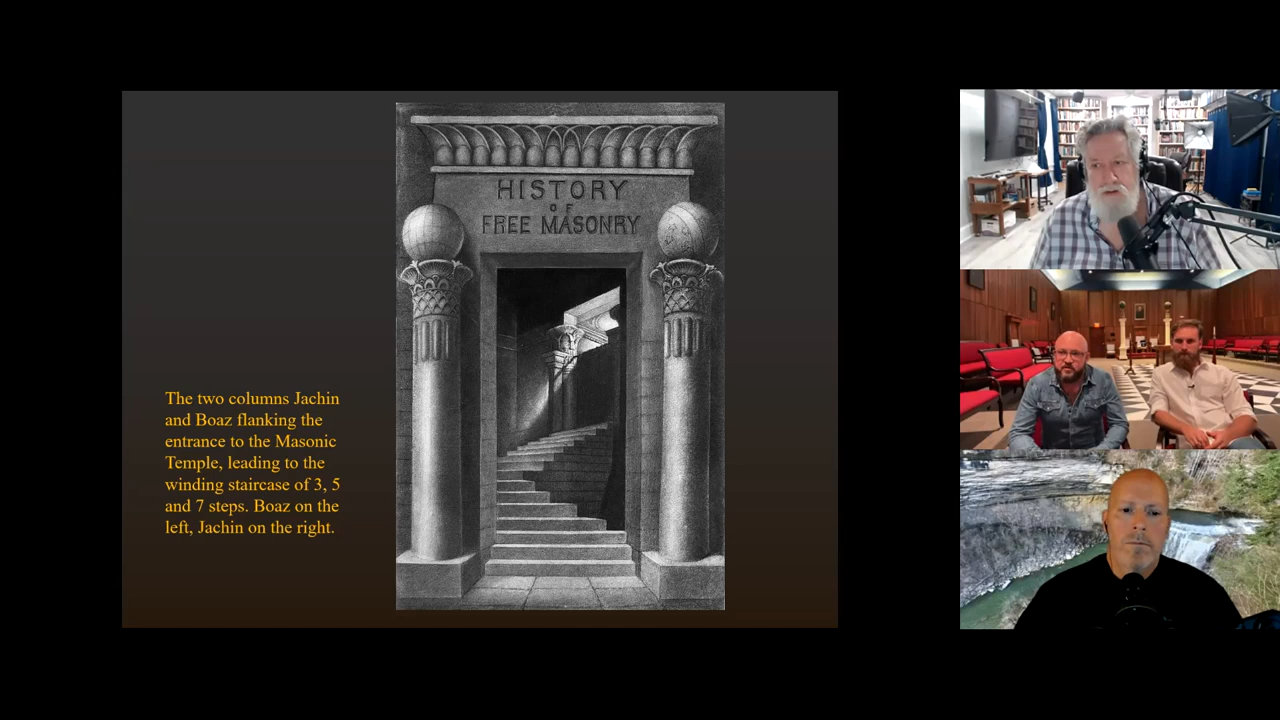 HISTORY
OF
FREE MASONRY
The two columns Jachin
and Boaz flanking the
entrance to the Masonic
Temple, leading to the
winding staircase of 3, 5
and 7 steps. Boaz on the
left, Jachin on the right.